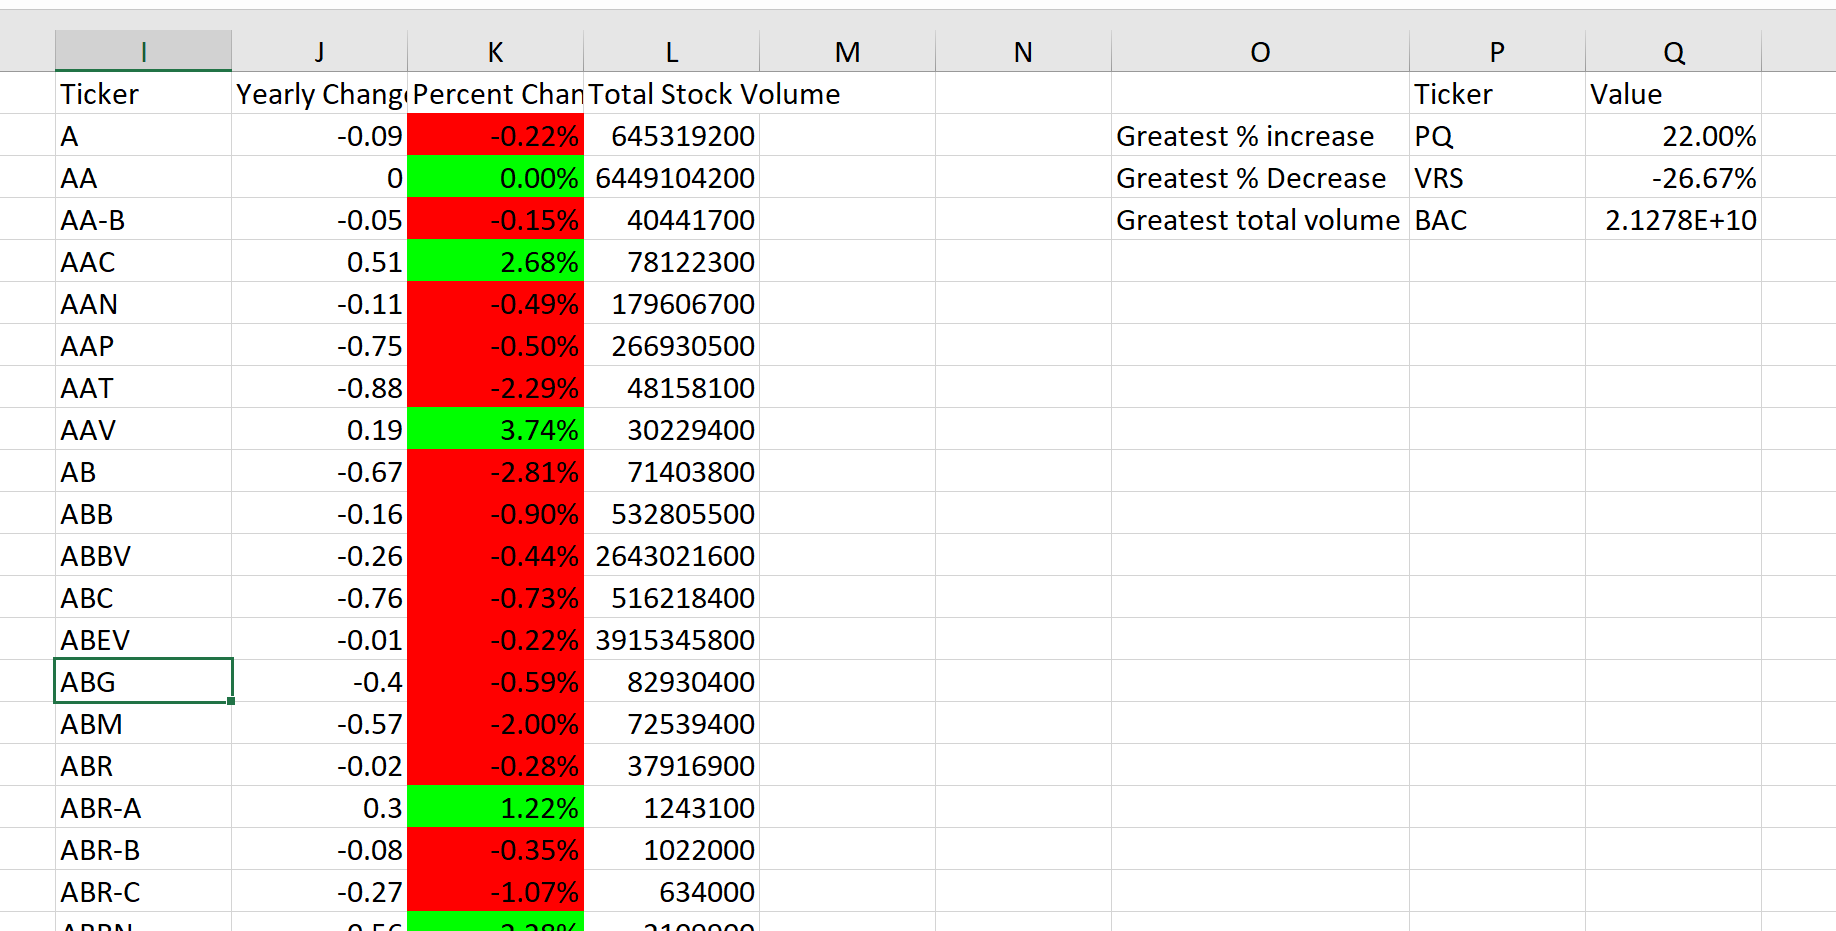 I J K L M N O P Q
Ticker Yearly Chang Percent Chan Total Stock Volume Ticker Value
A -0.09 -0.22% 645319200 Greatest % increase PQ 22.00%
AA 0 0.00% 6449104200 Greatest % Decrease VRS -26.67%
AA-B -0.05 -0.15% 40441700 Greatest total volume BAC 2.1278E+10
AAC 0.51 2.68% 78122300
AAN -0.11 -0.49% 179606700
AAP -0.75 -0.50% 266930500
AAT -0.88 -2.29% 48158100
AAV 0.19 3.74% 30229400
AB -0.67 -2.81% 71403800
ABB -0.16 -0.90% 532805500
ABBV -0.26 -0.44% 2643021600
ABC -0.76 -0.73% 516218400
ABEV -0.01 -0.22% 3915345800
ABG -0.4 -0.59% 82930400
ABM -0.57 -2.00% 72539400
ABR -0.02 -0.28% 37916900
ABR-A 0.3 1.22% 1243100
ABR-B -0.08 -0.35% 1022000
ABR-C -0.27 -1.07% 634000